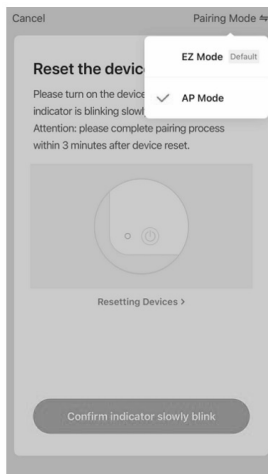 Cancel
Pairing Mode ⇋
EZ Mode Default
✓ AP Mode
Reset the devic
Please turn on the device
indicator is blinking slowl
Attention: please complete pairing process
within 3 minutes after device reset.
Resetting Devices >
Confirm indicator slowly blink